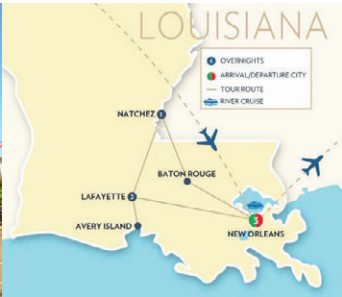 LOUISIANA
# OVERNIGHTS
# ARRIVAL/DEPARTURE CITY
TOUR ROUTE
RIVER CRUISE
NATCHEZ 1
BATON ROUGE
LAFAYETTE 2
AVERY ISLAND
3
NEW ORLEANS